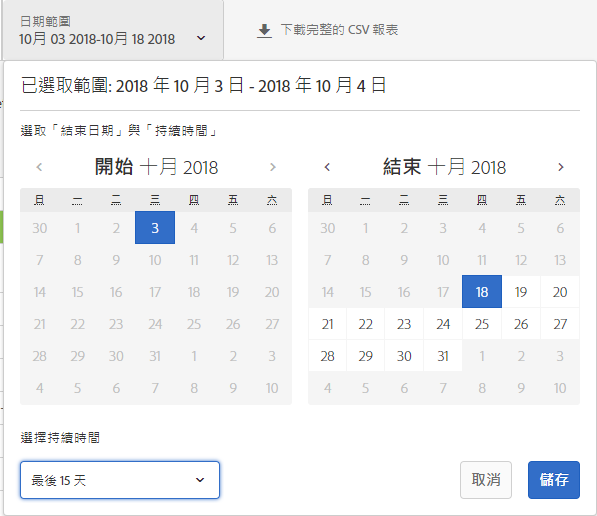 日期範圍
10月 03 2018-10月 18 2018
下載完整的 CSV 報表
已選取範圍: 2018 年 10 月 3 日 - 2018 年 10 月 4 日
選取「結束日期」與「持續時間」
開始 十月 2018
日 一 二 三 四 五 六
30 1 2 3 4 5 6
7 8 9 10 11 12 13
14 15 16 17 18 19 20
21 22 23 24 25 26 27
28 29 30 31 1 2 3
4 5 6 7 8 9 10
結束 十月 2018
日 一 二 三 四 五 六
30 1 2 3 4 5 6
7 8 9 10 11 12 13
14 15 16 17 18 19 20
21 22 23 24 25 26 27
28 29 30 31 1 2 3
4 5 6 7 8 9 10
選擇持續時間
最後 15 天
取消
儲存